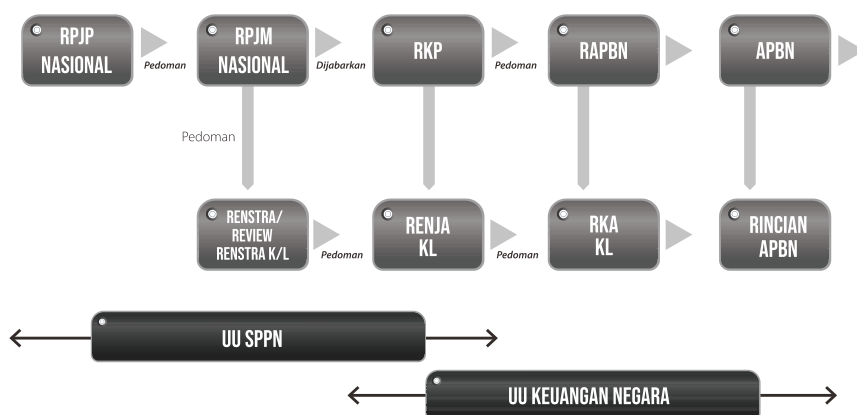 RPJP
NASIONAL
Pedoman
RPJM
NASIONAL
Dijabarkan
RKP
Pedoman
RAPBN
APBN
Pedoman
RENSTRA/
REVIEW
RENSTRA K/L
Pedoman
RENJA
KL
Pedoman
RKA
KL
RINCIAN
APBN
UU SPPN
UU KEUANGAN NEGARA